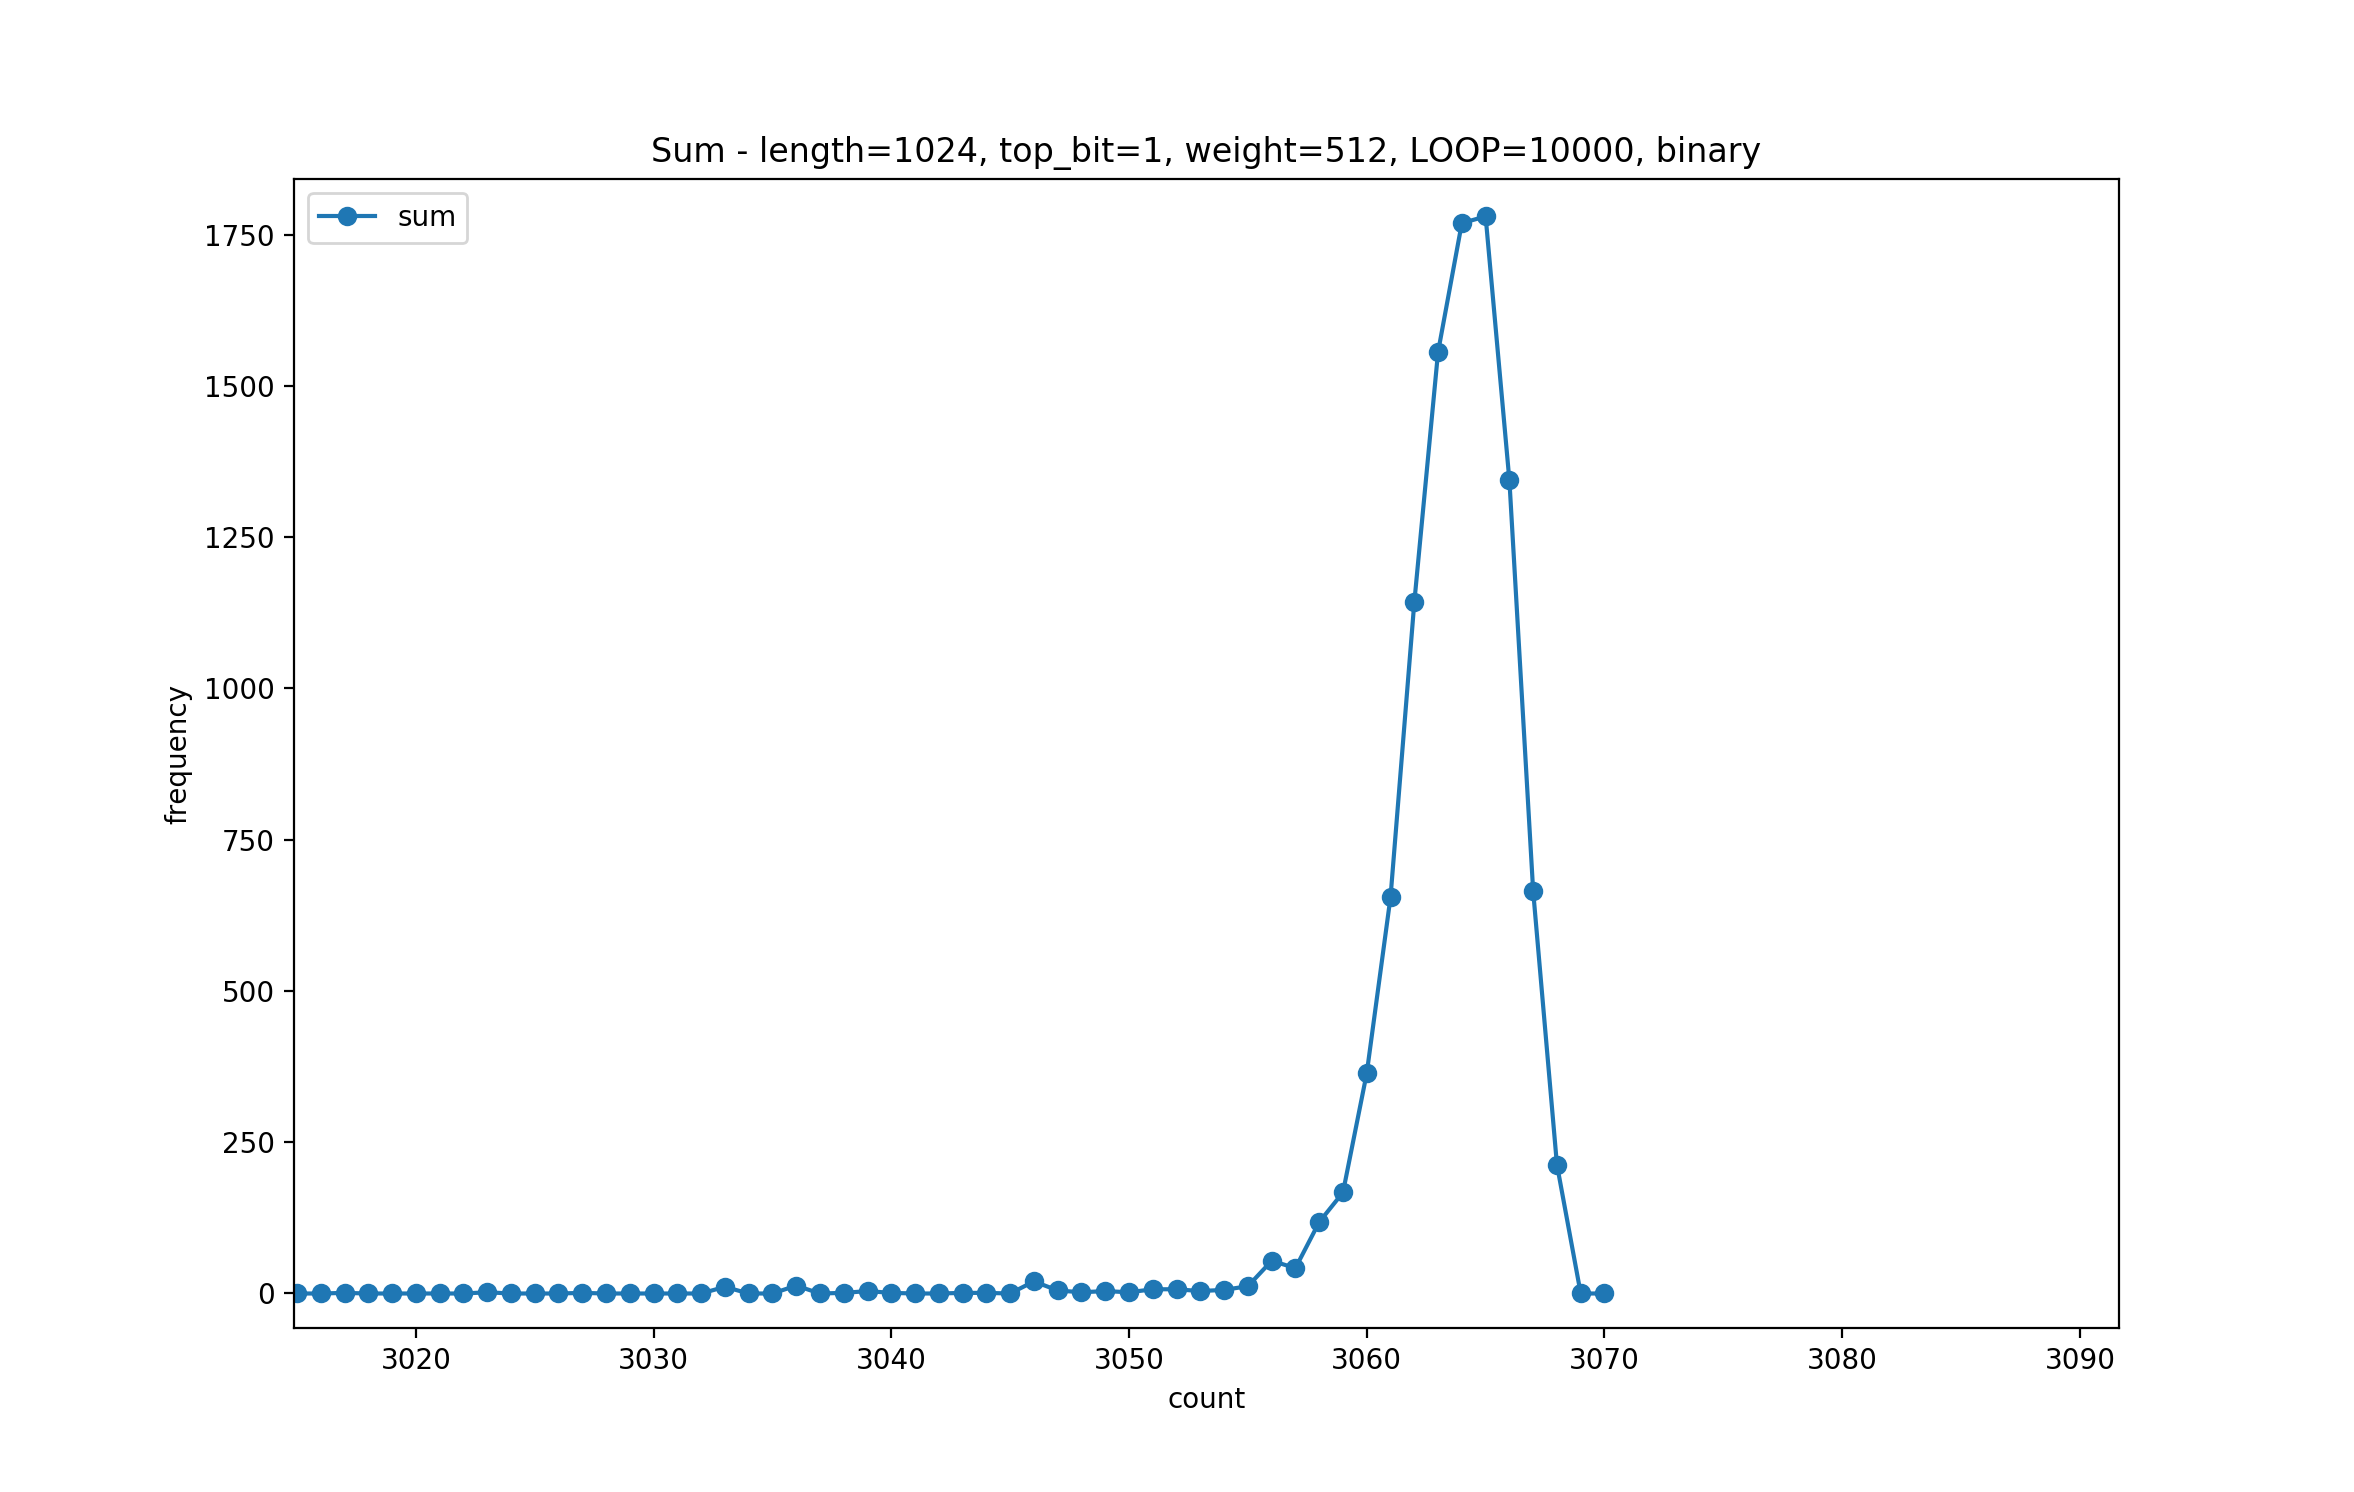 Sum - length=1024, top_bit=1, weight=512, LOOP=10000, binary
sum
1750
1500
1250
1000
750
500
250
0
frequency
3020 3030 3040 3050 3060 3070 3080 3090
count